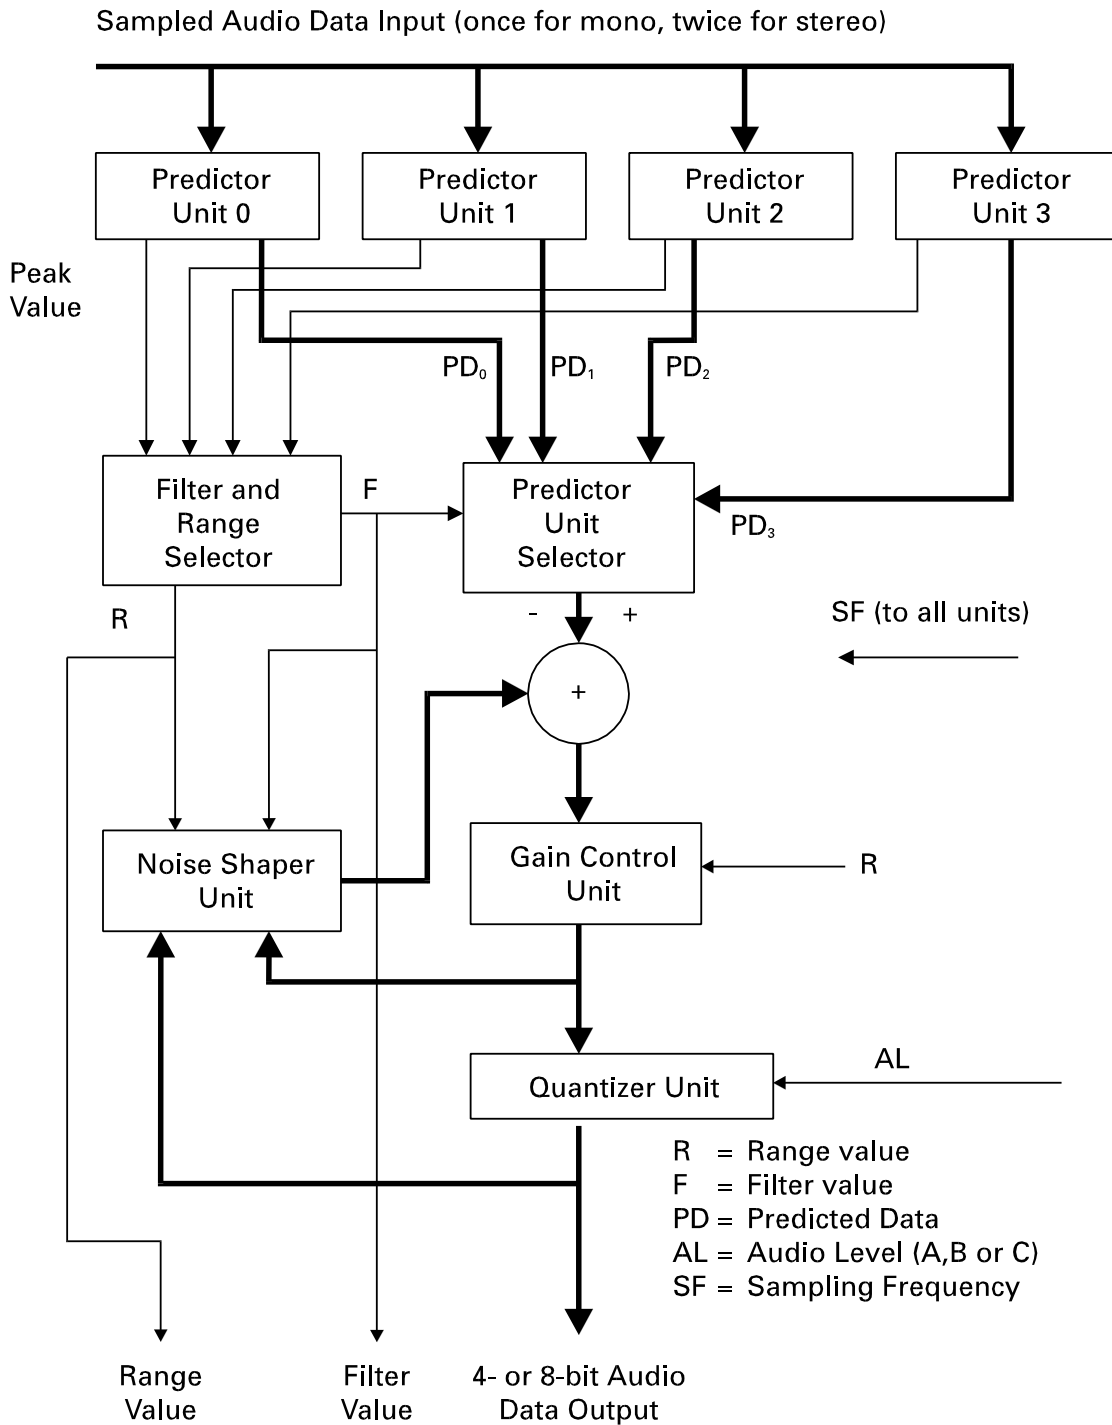 Sampled Audio Data Input (once for mono, twice for stereo)
Predictor
Unit 0
Predictor
Unit 1
Predictor
Unit 2
Predictor
Unit 3
Peak
Value
PD₀
PD₁
PD₂
Filter and
Range
Selector
F
Predictor
Unit
Selector
PD₃
R
- +
SF (to all units)
+
Noise Shaper
Unit
Gain Control
Unit
R
AL
Quantizer Unit
R = Range value
F = Filter value
PD = Predicted Data
AL = Audio Level (A,B or C)
SF = Sampling Frequency
Range
Value
Filter
Value
4- or 8-bit Audio
Data Output